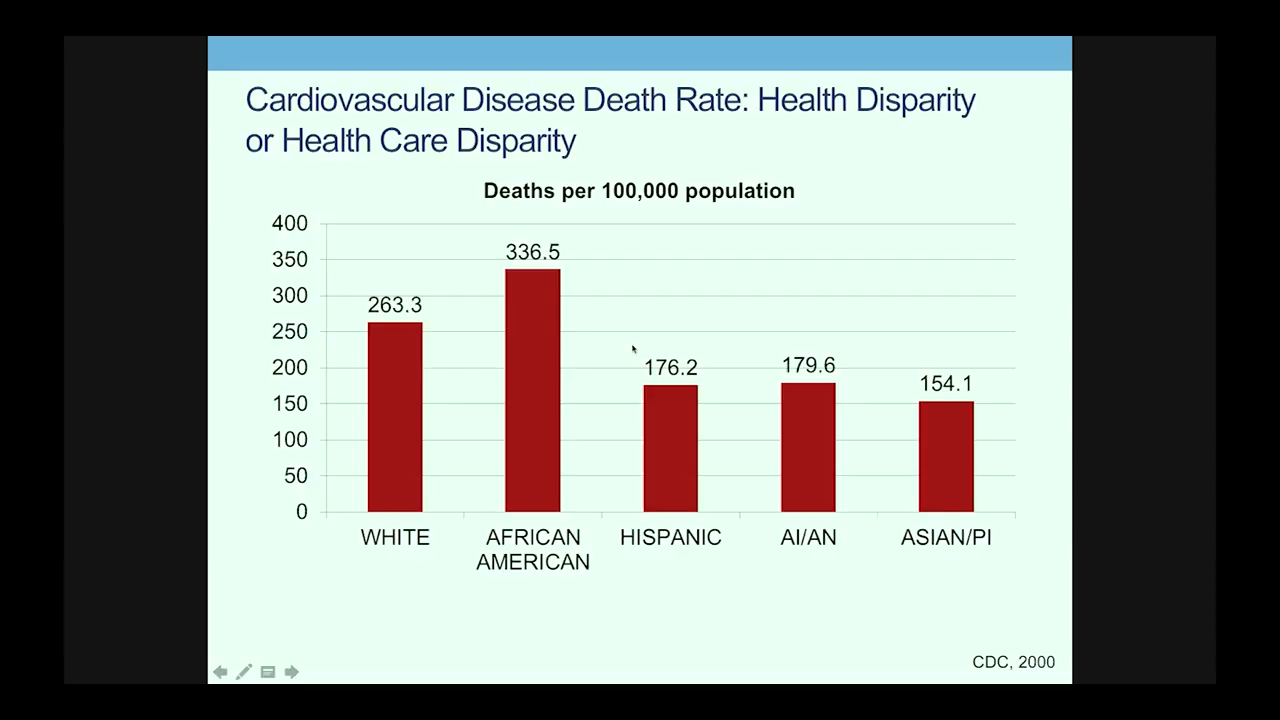 Cardiovascular Disease Death Rate: Health Disparity
or Health Care Disparity
Deaths per 100,000 population
400
350
300
250
200
150
100
50
0
263.3
336.5
176.2
179.6
154.1
WHITE
AFRICAN
AMERICAN
HISPANIC
AI/AN
ASIAN/PI
CDC, 2000